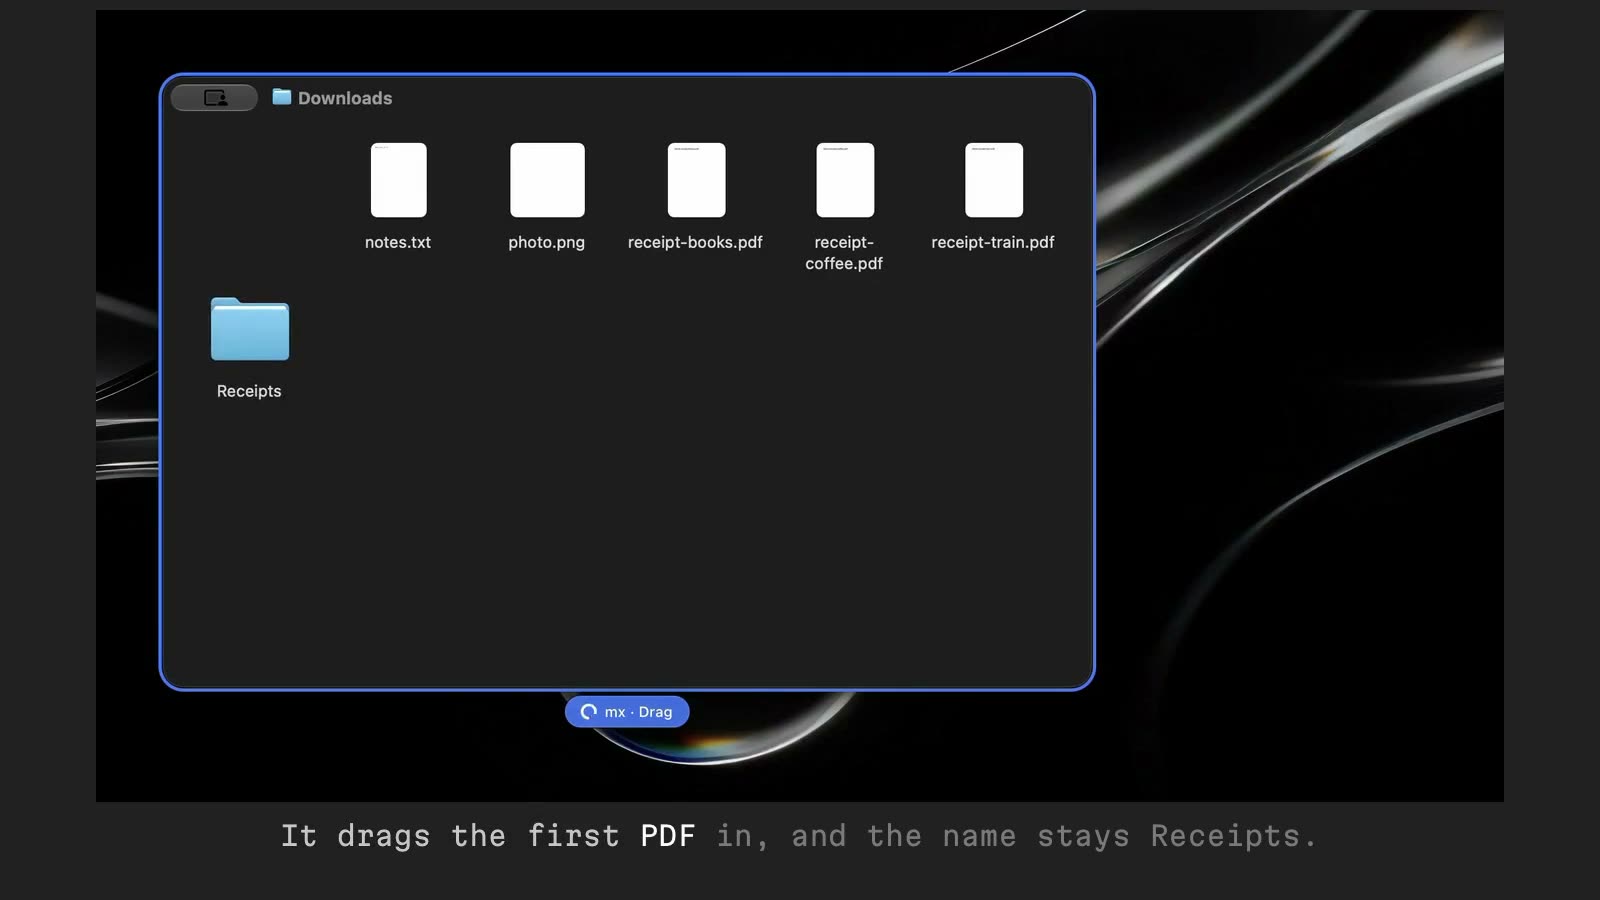 Downloads
notes.txt
photo.png
receipt-books.pdf
receipt-
coffee.pdf
receipt-train.pdf
Receipts
mx · Drag
It drags the first PDF in, and the name stays Receipts.